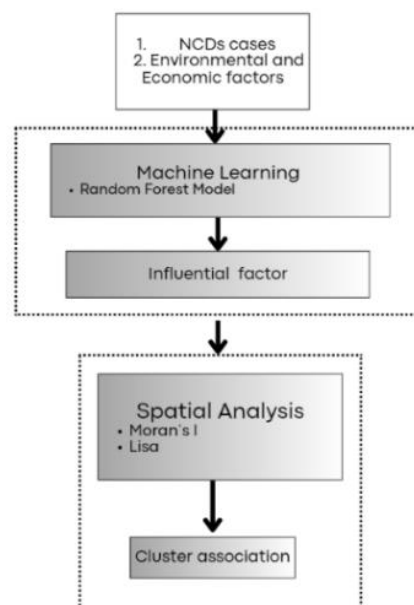 1. NCDs cases
2. Environmental and
Economic factors
Machine Learning
• Random Forest Model
Influential factor
Spatial Analysis
• Moran's I
• Lisa
Cluster association